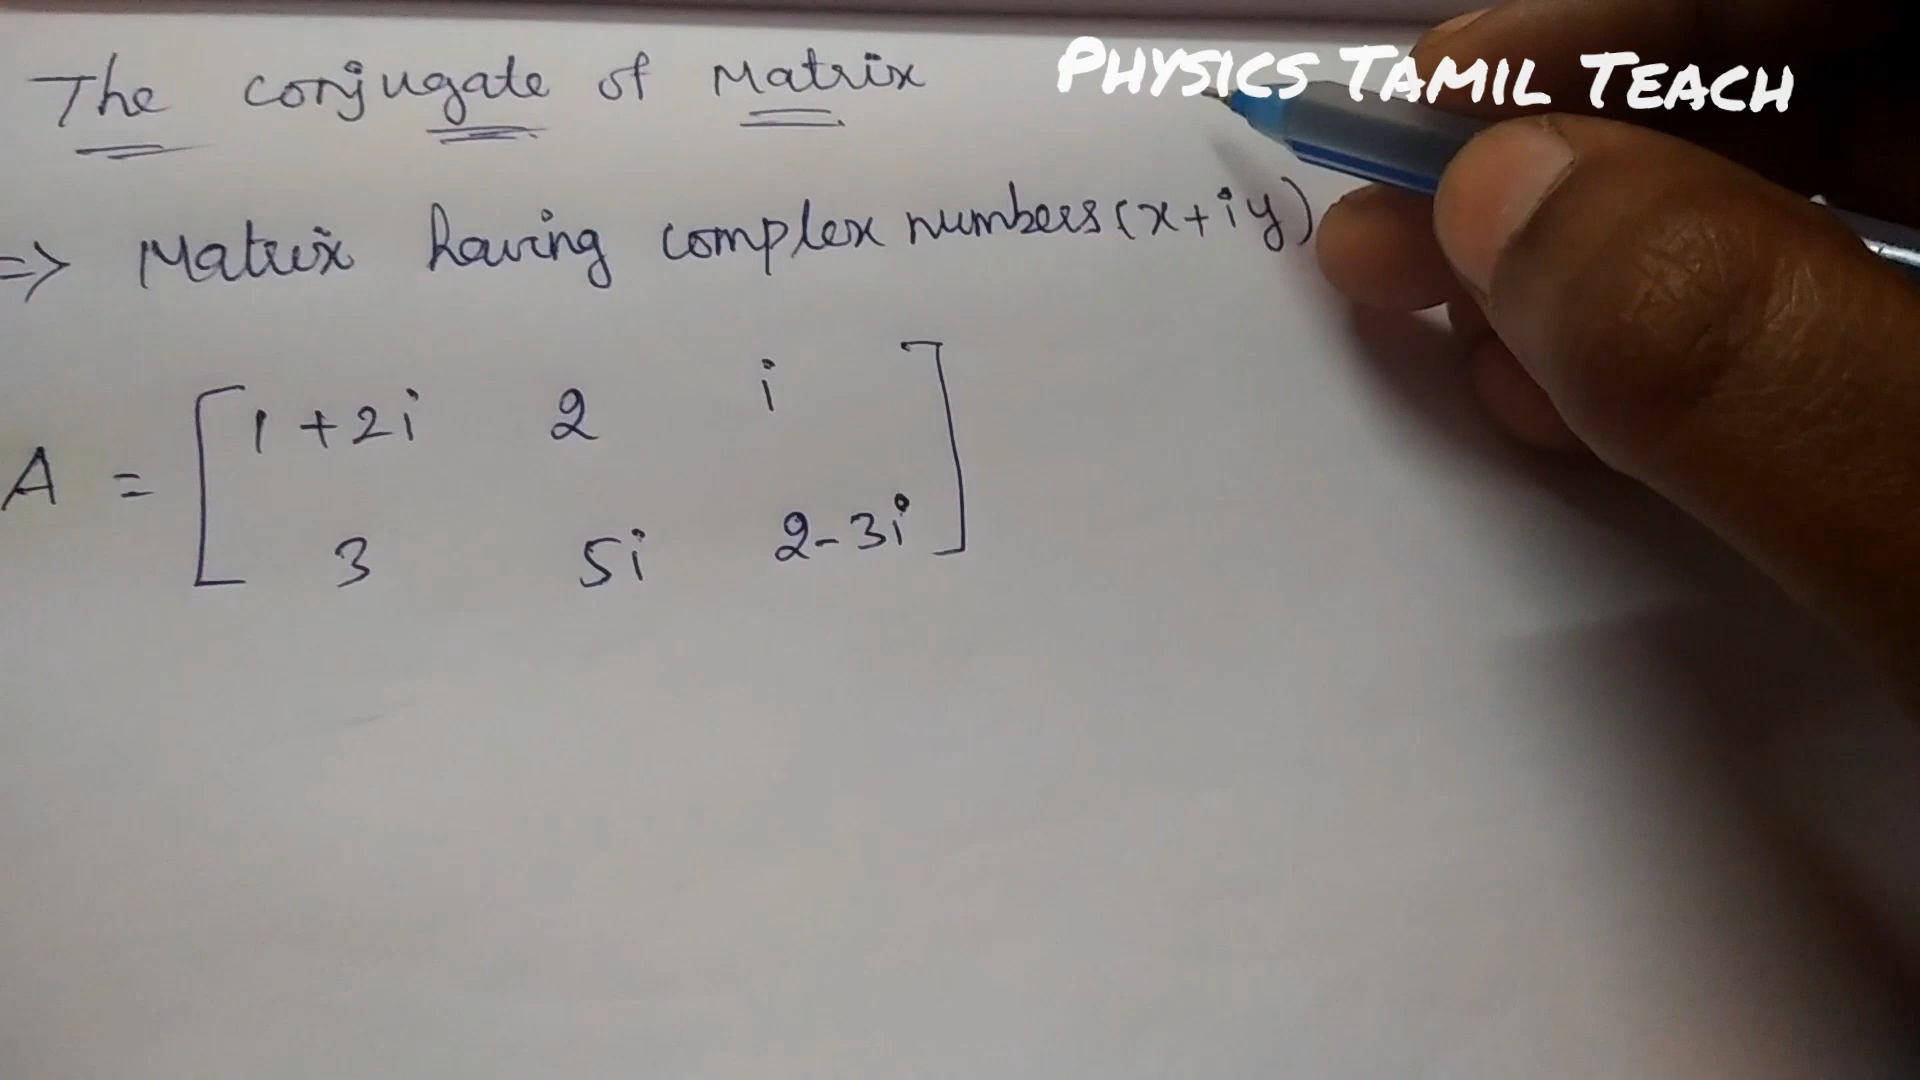 The conjugate of Matrix
PHYSICS TAMIL TEACH
=> Matrix having complex numbers (x+iy)
A = [ 1+2i 2 i
3 5i 2-3i ]